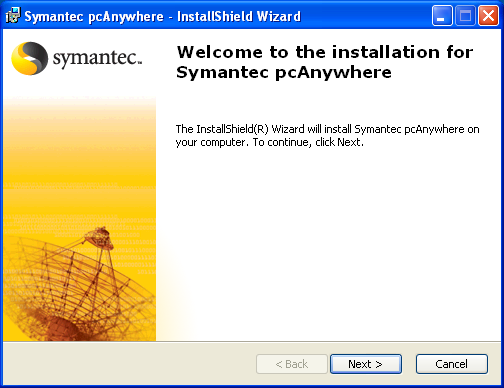 Symantec pcAnywhere - InstallShield Wizard
symantec.™
Welcome to the installation for
Symantec pcAnywhere
The InstallShield(R) Wizard will install Symantec pcAnywhere on
your computer. To continue, click Next.
< Back
Next >
Cancel